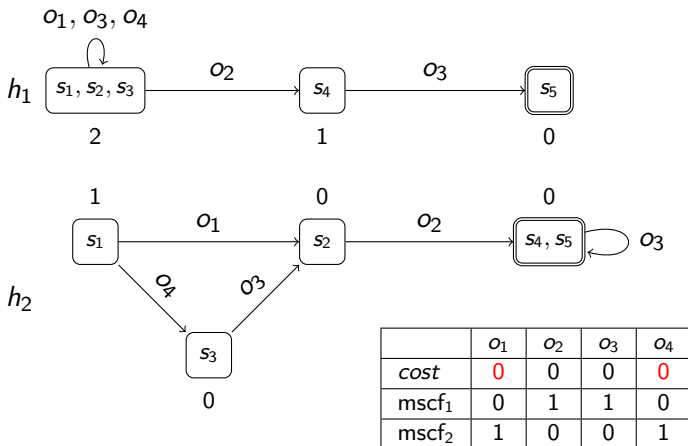 o₁, o₃, o₄
h₁
s₁, s₂, s₃
o₂
s₄
o₃
s₅
2
1
0
1
0
0
h₂
s₁
o₁
s₂
o₂
s₄, s₅
o₃
o₄
o₃
s₃
0
o₁ o₂ o₃ o₄
cost 0 0 0 0
mscf₁ 0 1 1 0
mscf₂ 1 0 0 1